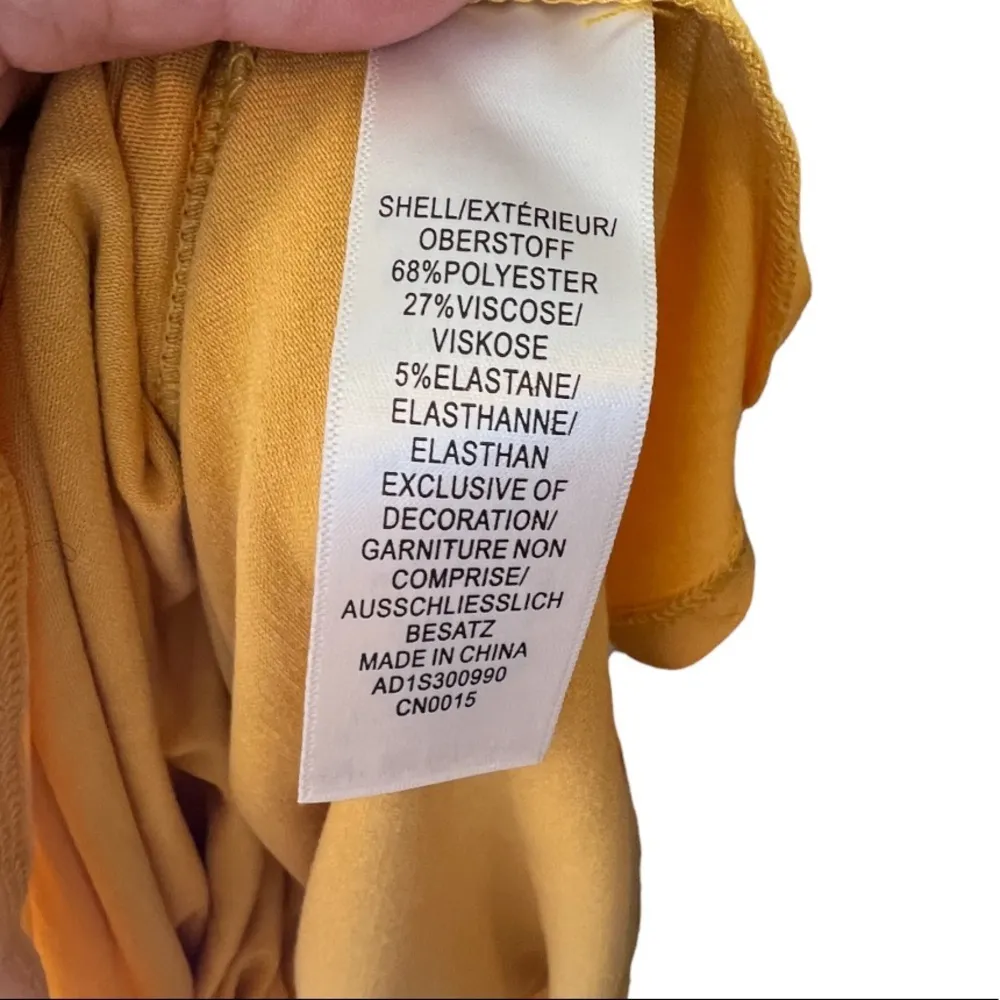 SHELL/EXTÉRIEUR/
OBERSTOFF
68%POLYESTER
27%VISCOSE/
VISKOSE
5%ELASTANE/
ELASTHANNE/
ELASTHAN
EXCLUSIVE OF
DECORATION/
GARNITURE NON
COMPRISE/
AUSSCHLIESSLICH
BESATZ
MADE IN CHINA
AD1S300990
CN0015